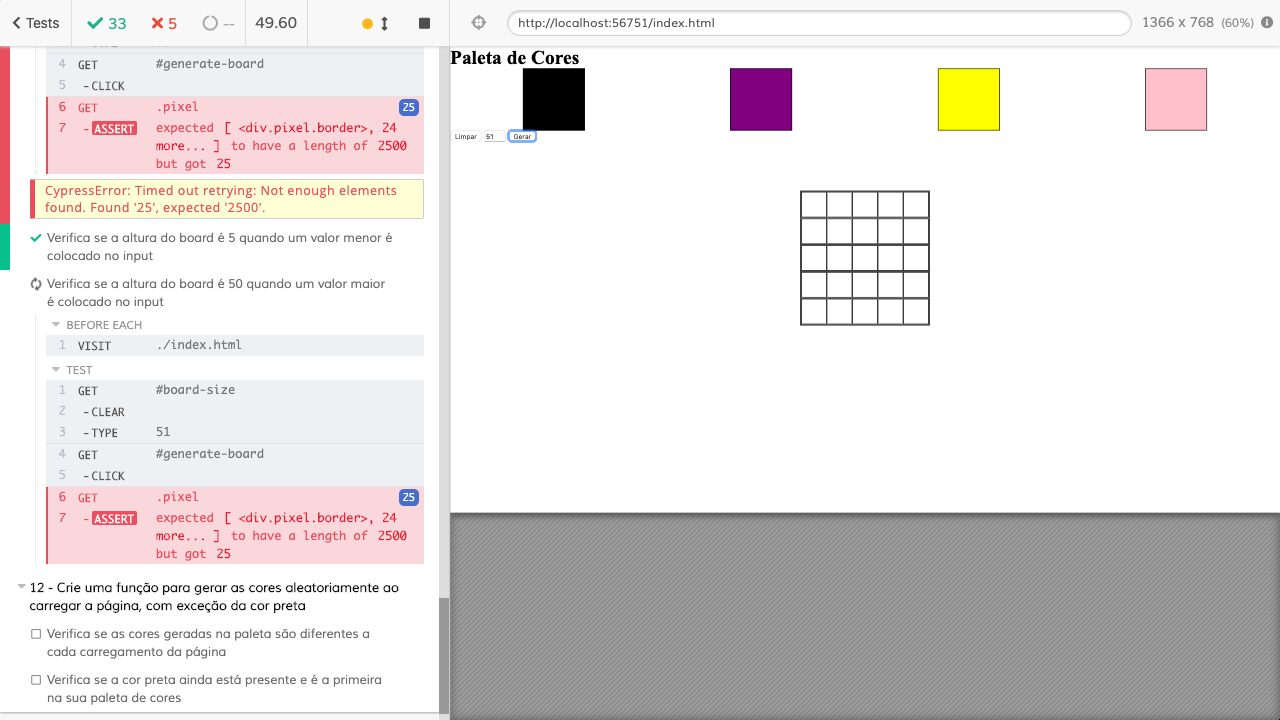 Tests
33
5
--
49.60
http://localhost:56751/index.html
1366 x 768 (60%)
4 GET #generate-board
5 - CLICK
6 GET .pixel 25
7 - ASSERT expected [ <div.pixel.border>, 24
more... ] to have a length of 2500
but got 25
CypressError: Timed out retrying: Not enough elements
found. Found '25', expected '2500'.
Verifica se a altura do board é 5 quando um valor menor é
colocado no input
Verifica se a altura do board é 50 quando um valor maior
é colocado no input
BEFORE EACH
1 VISIT ./index.html
TEST
1 GET #board-size
2 - CLEAR
3 - TYPE 51
4 GET #generate-board
5 - CLICK
6 GET .pixel 25
7 - ASSERT expected [ <div.pixel.border>, 24
more... ] to have a length of 2500
but got 25
12 - Crie uma função para gerar as cores aleatoriamente ao
carregar a página, com exceção da cor preta
Verifica se as cores geradas na paleta são diferentes a
cada carregamento da página
Verifica se a cor preta ainda está presente e é a primeira
na sua paleta de cores
Paleta de Cores
Limpar 51 Gerar